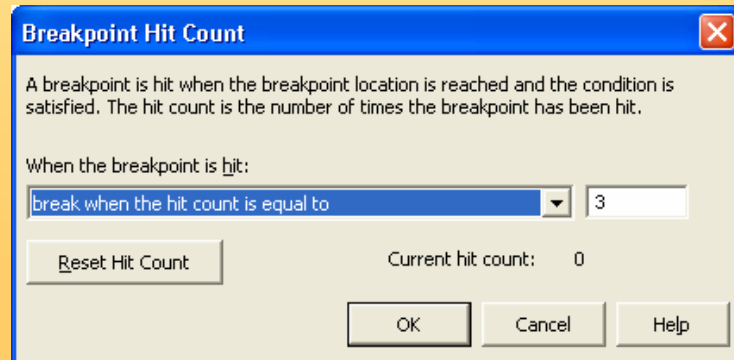 Breakpoint Hit Count
A breakpoint is hit when the breakpoint location is reached and the condition is
satisfied. The hit count is the number of times the breakpoint has been hit.
When the breakpoint is hit:
break when the hit count is equal to
3
Reset Hit Count
Current hit count: 0
OK
Cancel
Help